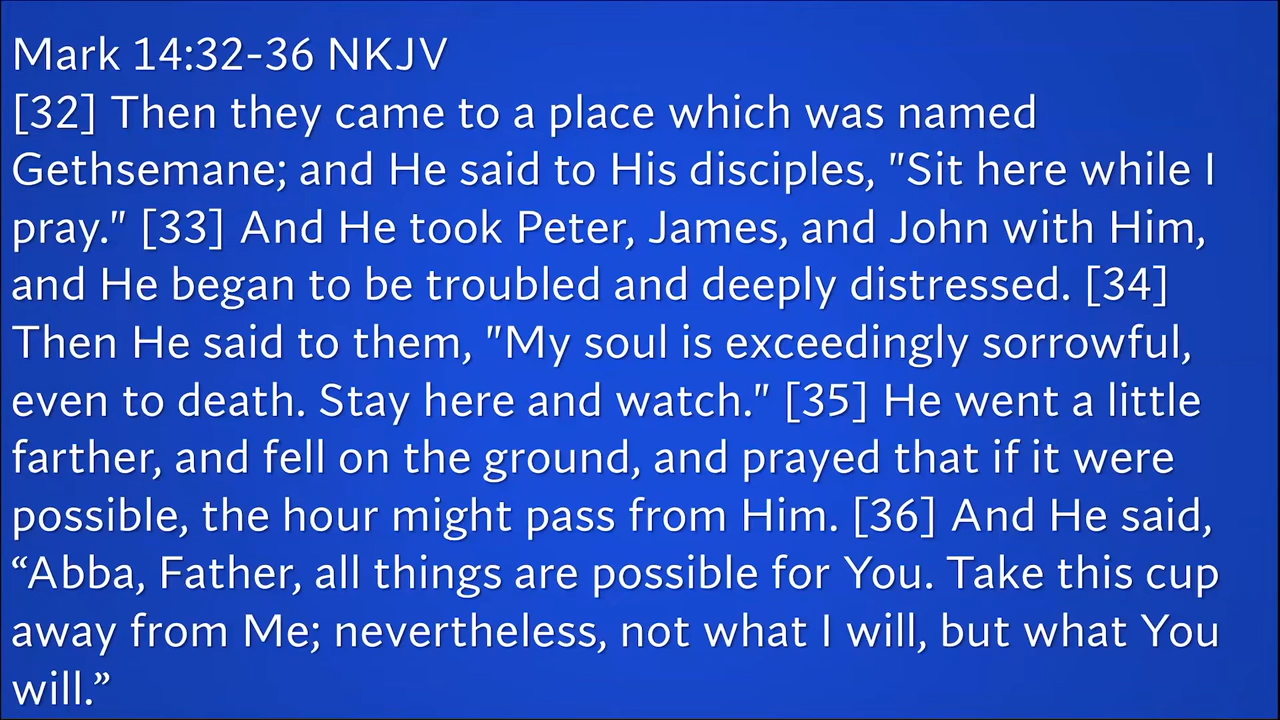 Mark 14:32-36 NKJV
[32] Then they came to a place which was named
Gethsemane; and He said to His disciples, "Sit here while I
pray." [33] And He took Peter, James, and John with Him,
and He began to be troubled and deeply distressed. [34]
Then He said to them, "My soul is exceedingly sorrowful,
even to death. Stay here and watch." [35] He went a little
farther, and fell on the ground, and prayed that if it were
possible, the hour might pass from Him. [36] And He said,
“Abba, Father, all things are possible for You. Take this cup
away from Me; nevertheless, not what I will, but what You
will.”